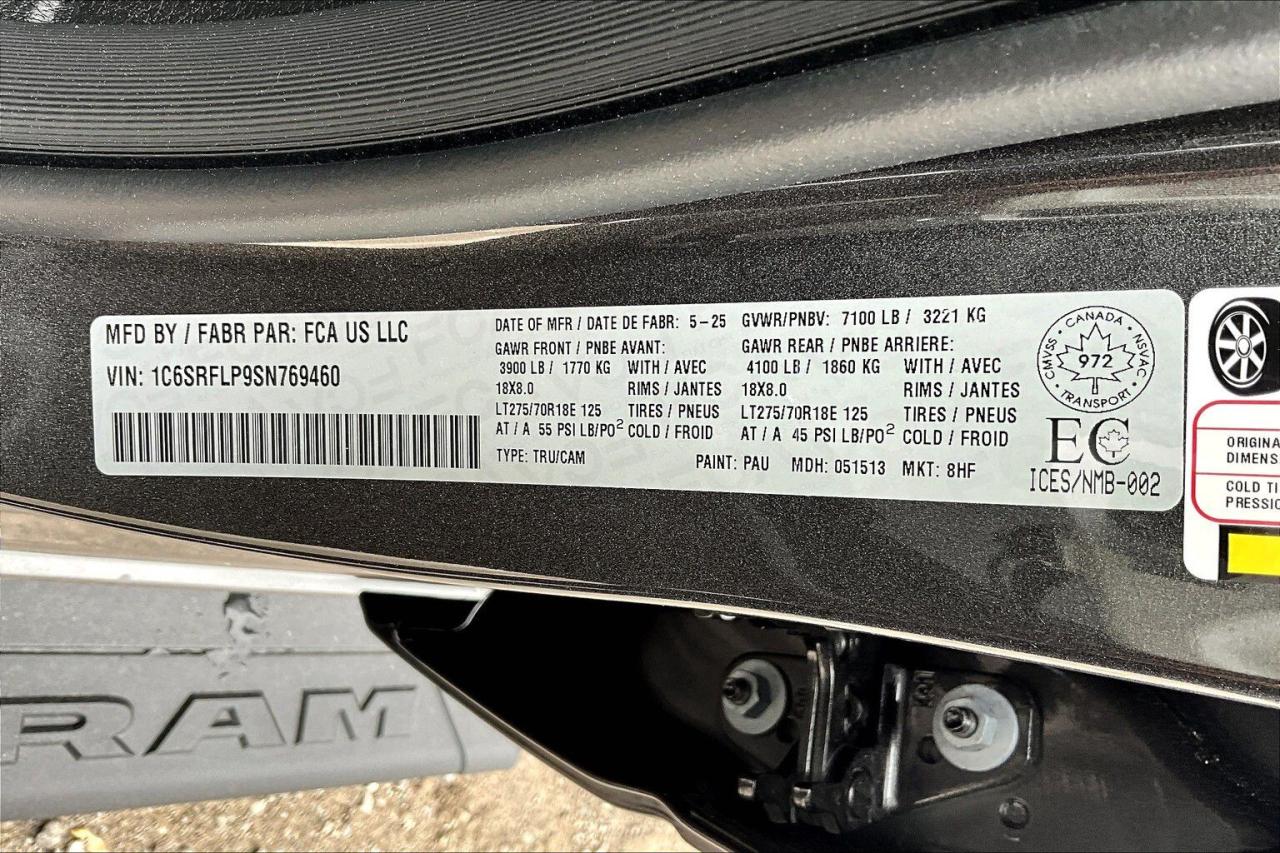 MFD BY / FABR PAR: FCA US LLC
VIN: 1C6SRFLP9SN769460
DATE OF MFR / DATE DE FABR: 5-25 GVWR/PNBV: 7100 LB / 3221 KG
GAWR FRONT / PNBE AVANT: GAWR REAR / PNBE ARRIERE:
3900 LB / 1770 KG WITH / AVEC 4100 LB / 1860 KG WITH / AVEC
18X8.0 RIMS / JANTES 18X8.0 RIMS / JANTES
LT275/70R18E 125 TIRES / PNEUS LT275/70R18E 125 TIRES / PNEUS
AT / A 55 PSI LB/PO² COLD / FROID AT / A 45 PSI LB/PO² COLD / FROID
TYPE: TRU/CAM PAINT: PAU MDH: 051513 MKT: 8HF
CANADA
CMVSS 972 NSVAC
TRANSPORT
EC
ICES/NMB-002
ORIGINA
DIMENS
COLD TI
PRESSIO
RAM